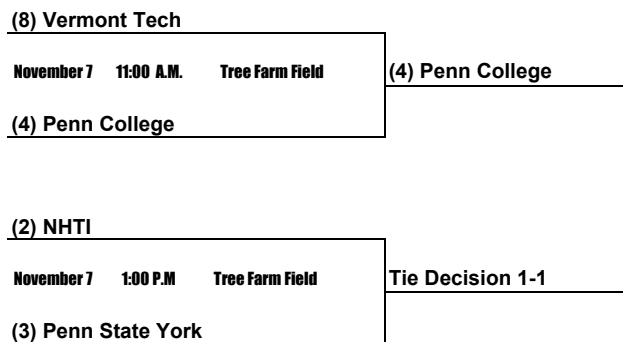 (8) Vermont Tech
November 7 11:00 A.M. Tree Farm Field
(4) Penn College
(4) Penn College
(2) NHTI
November 7 1:00 P.M Tree Farm Field
Tie Decision 1-1
(3) Penn State York